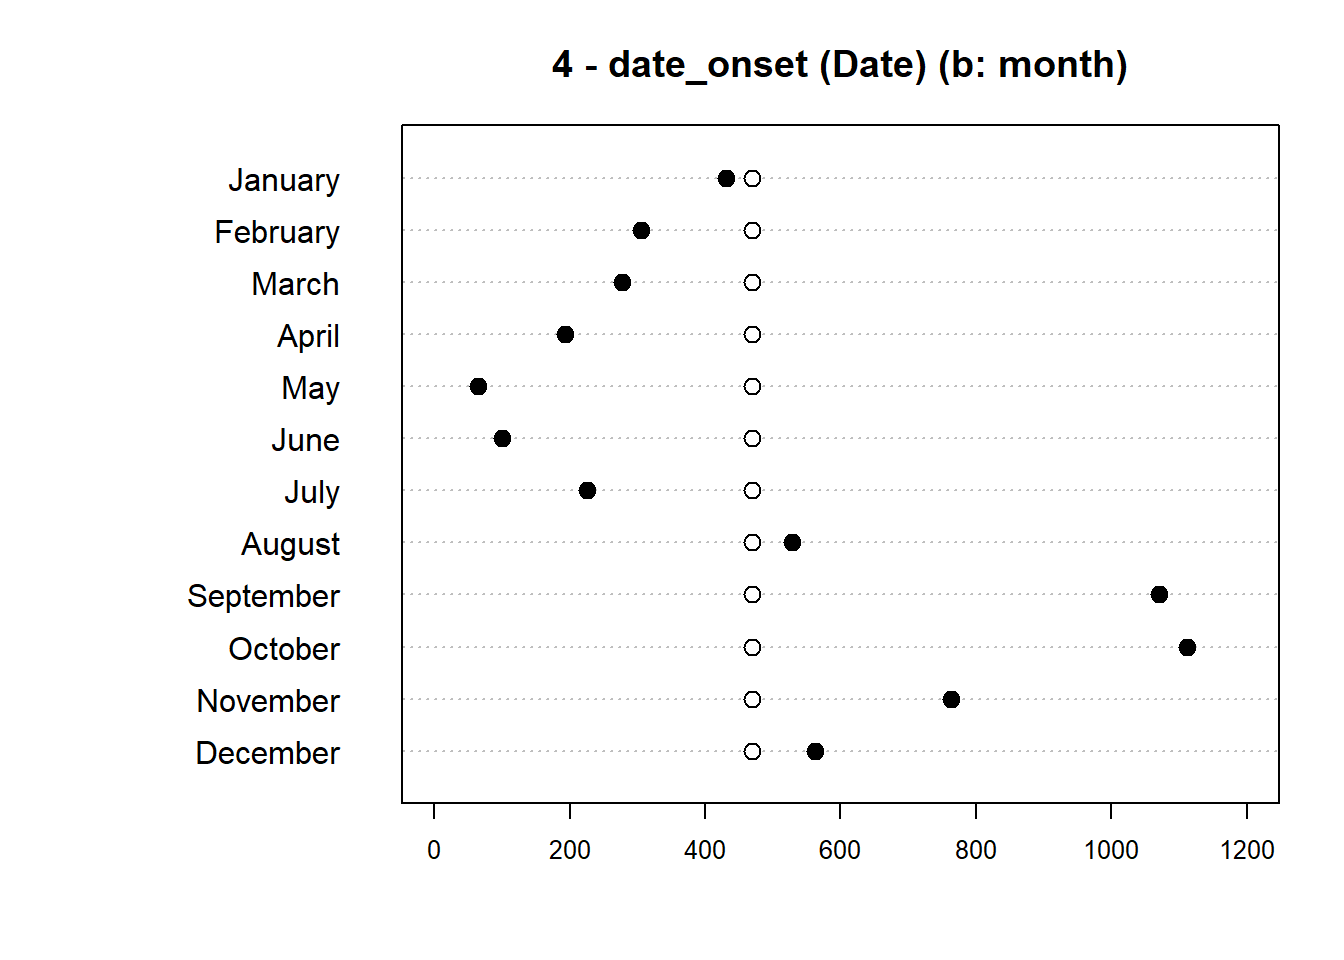 4 - date_onset (Date) (b: month)
January
February
March
April
May
June
July
August
September
October
November
December
0 200 400 600 800 1000 1200